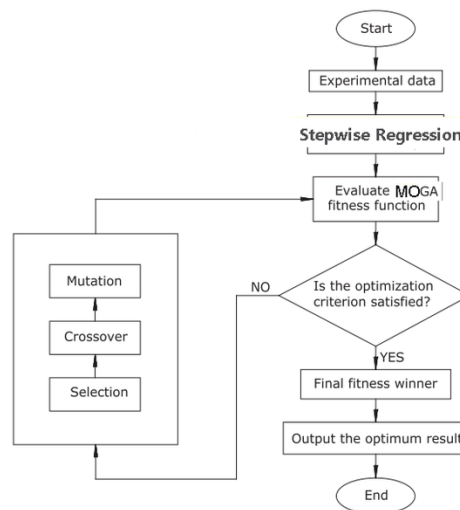 Start
Experimental data
Stepwise Regression
Evaluate MOGA
fitness function
Is the optimization
criterion satisfied?
NO
YES
Mutation
Crossover
Selection
Final fitness winner
Output the optimum result
End